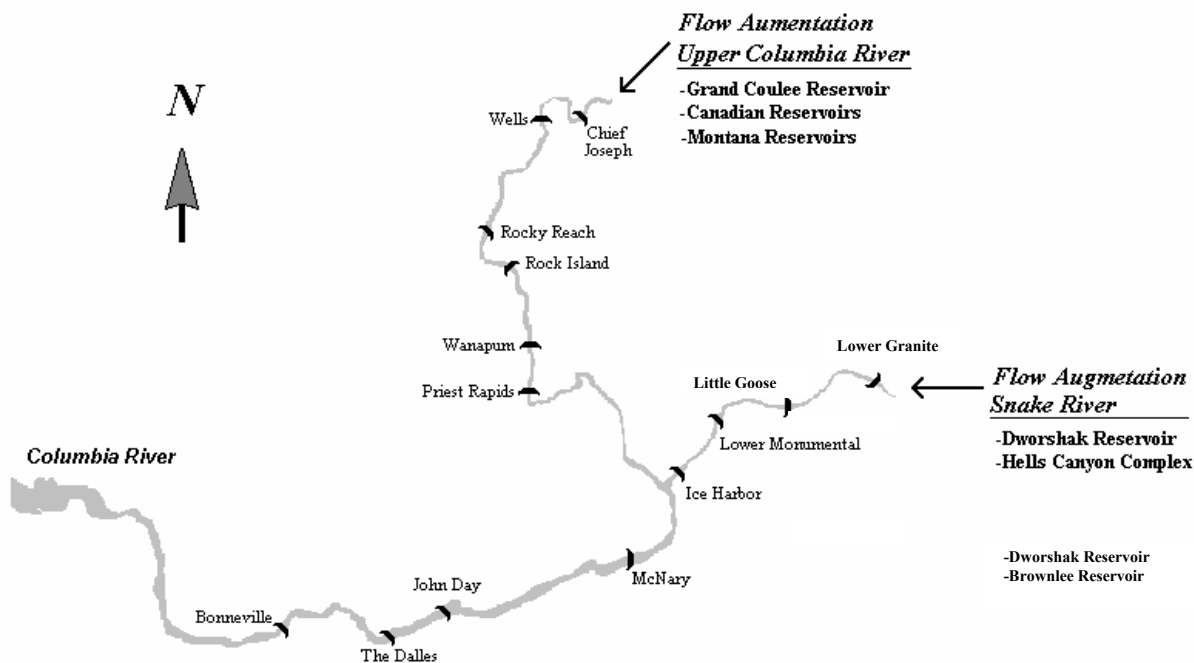 Flow Aumentation
Upper Columbia River
-Grand Coulee Reservoir
-Canadian Reservoirs
-Montana Reservoirs
N
Wells
Chief
Joseph
Rocky Reach
Rock Island
Wanapum
Priest Rapids
Lower Granite
Little Goose
Lower Monumental
Ice Harbor
Flow Augmetation
Snake River
-Dworshak Reservoir
-Hells Canyon Complex
-Dworshak Reservoir
-Brownlee Reservoir
Columbia River
McNary
John Day
The Dalles
Bonneville